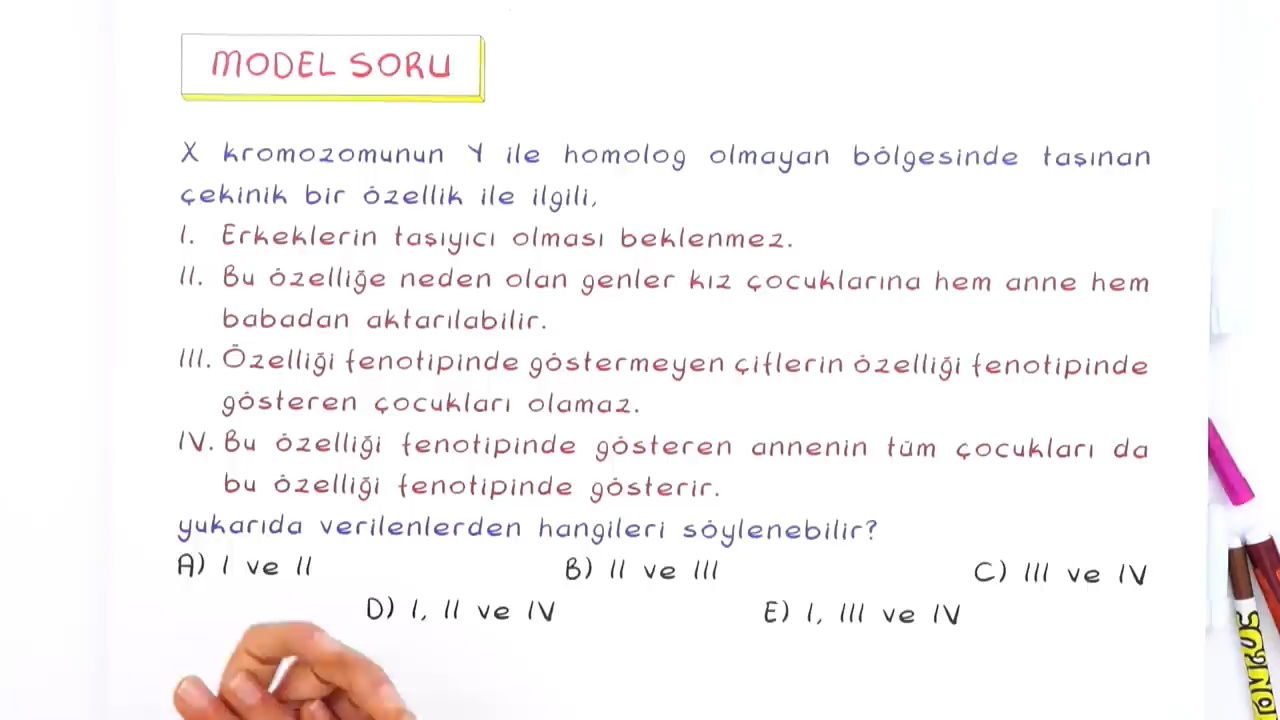 MODEL SORU
X kromozomunun Y ile homolog olmayan bölgesinde taşınan
çekinik bir özellik ile ilgili,
I. Erkeklerin taşıyıcı olması beklenmez.
II. Bu özelliğe neden olan genler kız çocuklarına hem anne hem
babadan aktarılabilir.
III. Özelliği fenotipinde göstermeyen çiftlerin özelliği fenotipinde
gösteren çocukları olamaz.
IV. Bu özelliği fenotipinde gösteren annenin tüm çocukları da
bu özelliği fenotipinde gösterir.
yukarıda verilenlerden hangileri söylenebilir?
A) I ve II
B) II ve III
C) III ve IV
D) I, II ve IV
E) I, III ve IV